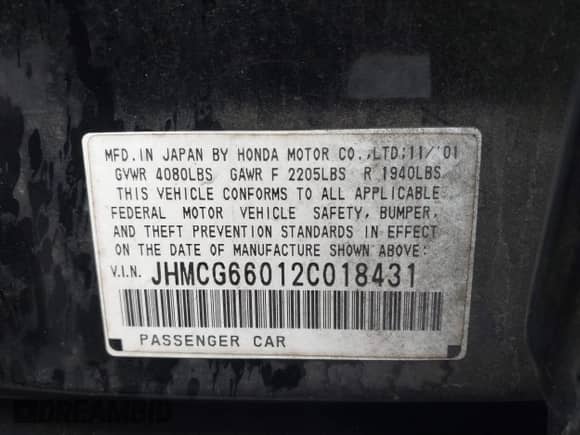 MFD. IN JAPAN BY HONDA MOTOR CO., LTD; 11/'01
GVWR 4080LBS GAWR F 2205LBS R 1940LBS
THIS VEHICLE CONFORMS TO ALL APPLICABLE
FEDERAL MOTOR VEHICLE SAFETY, BUMPER,
AND THEFT PREVENTION STANDARDS IN EFFECT
ON THE DATE OF MANUFACTURE SHOWN ABOVE:
V.I.N. JHMCG66012C018431
PASSENGER CAR
DREAMBID